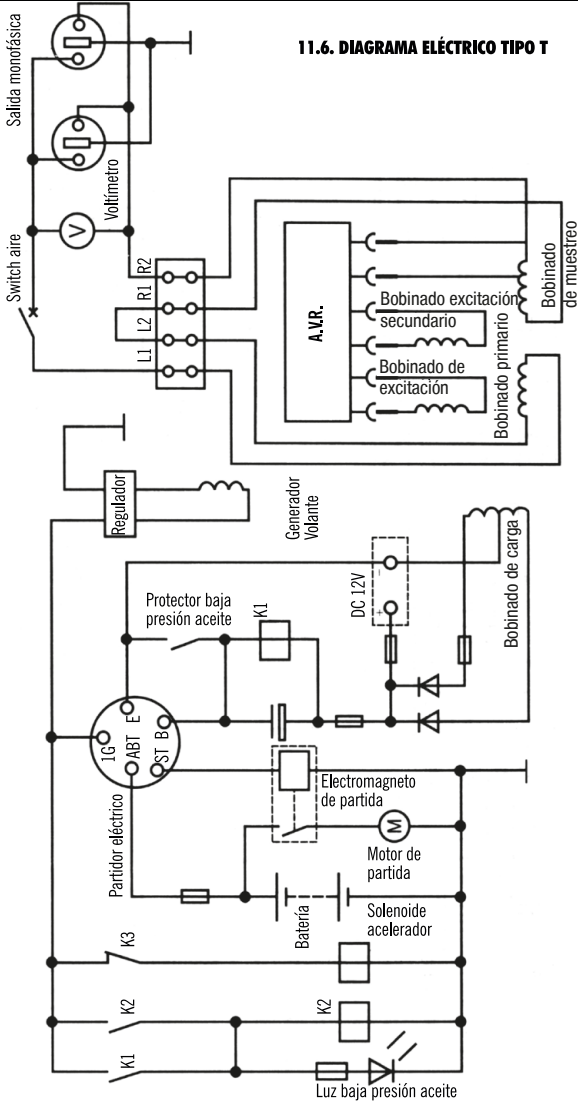 11.6. DIAGRAMA ELÉCTRICO TIPO T
Salida monofásica
Voltímetro
V
Switch aire
L1
L2
R1
R2
A.V.R.
Bobinado excitación
secundario
Bobinado de
excitación
Bobinado primario
Bobinado
de muestreo
Regulador
Generador
Volante
Protector baja
presión aceite
K1
DC 12V
+
-
Bobinado de carga
1G
ABT
E
ST
B
Partidor eléctrico
Electromagneto
de partida
M
Motor de
partida
Batería
Solenoide
acelerador
K3
K2
K2
K1
Luz baja presión aceite